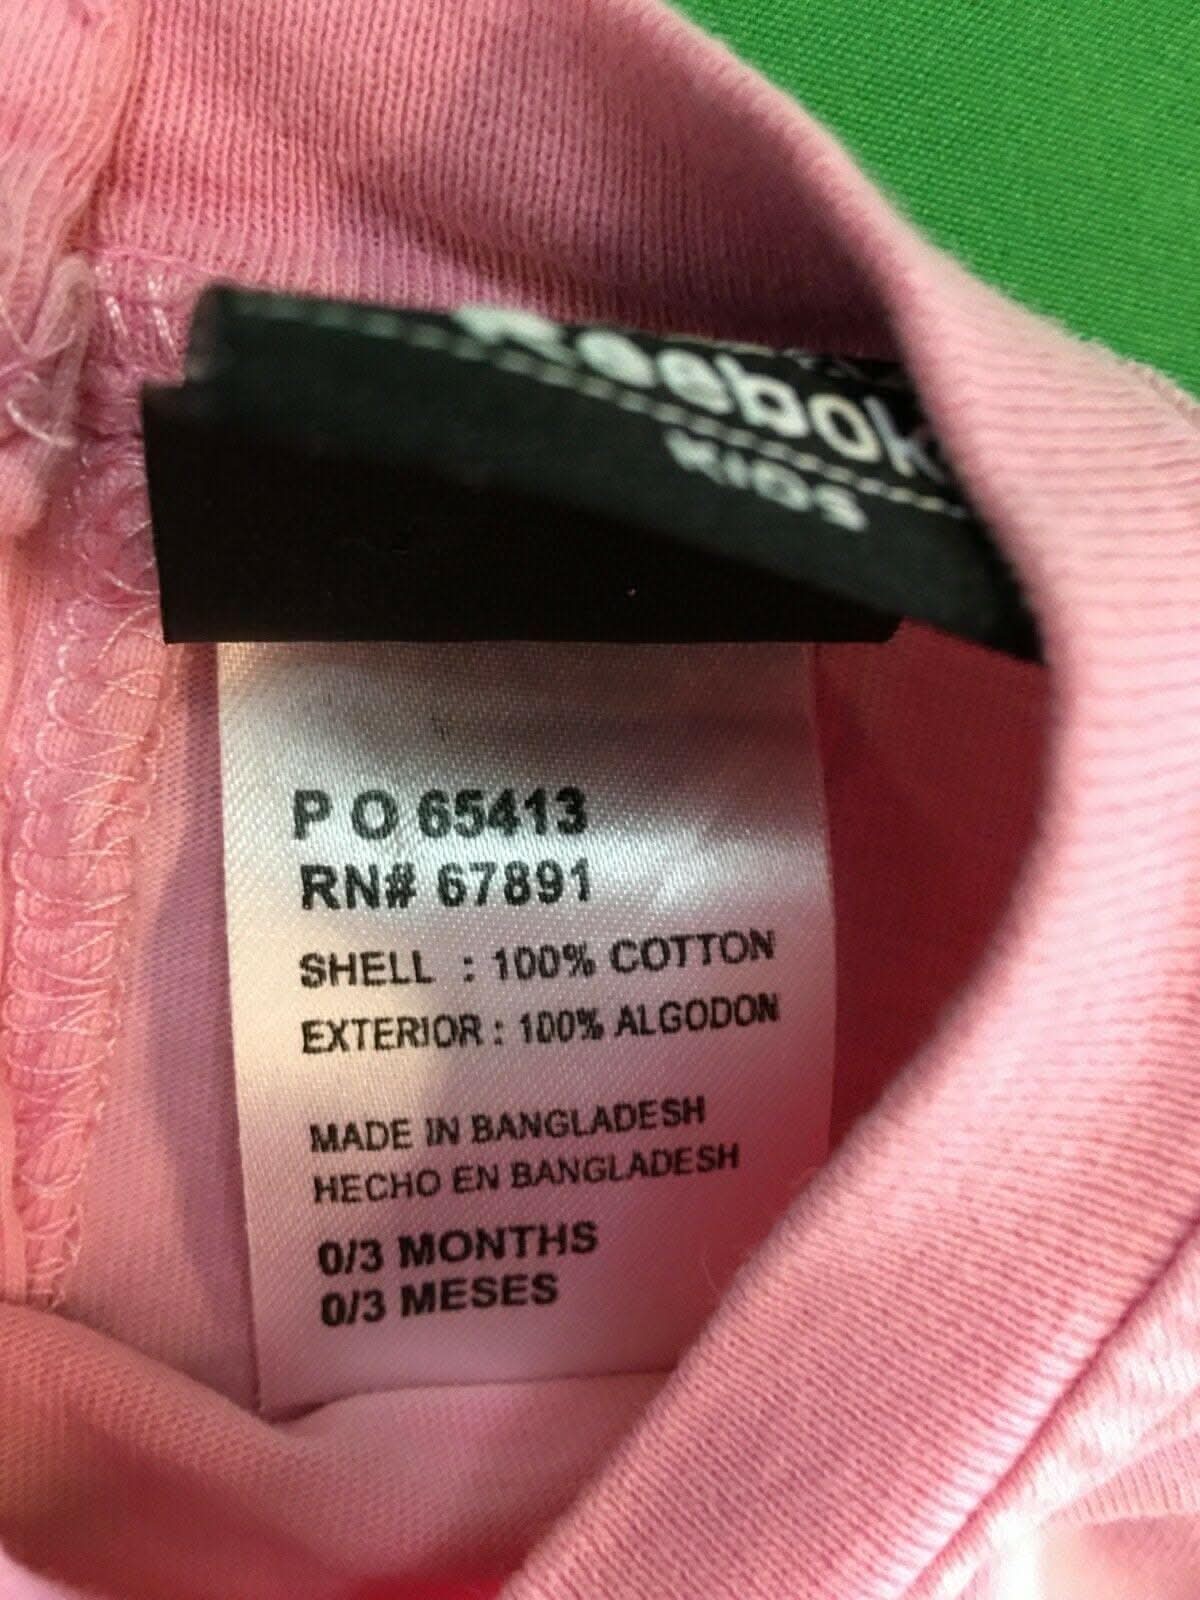 Reebok
KIDS
P O 65413
RN# 67891
SHELL : 100% COTTON
EXTERIOR : 100% ALGODON
MADE IN BANGLADESH
HECHO EN BANGLADESH
0/3 MONTHS
0/3 MESES